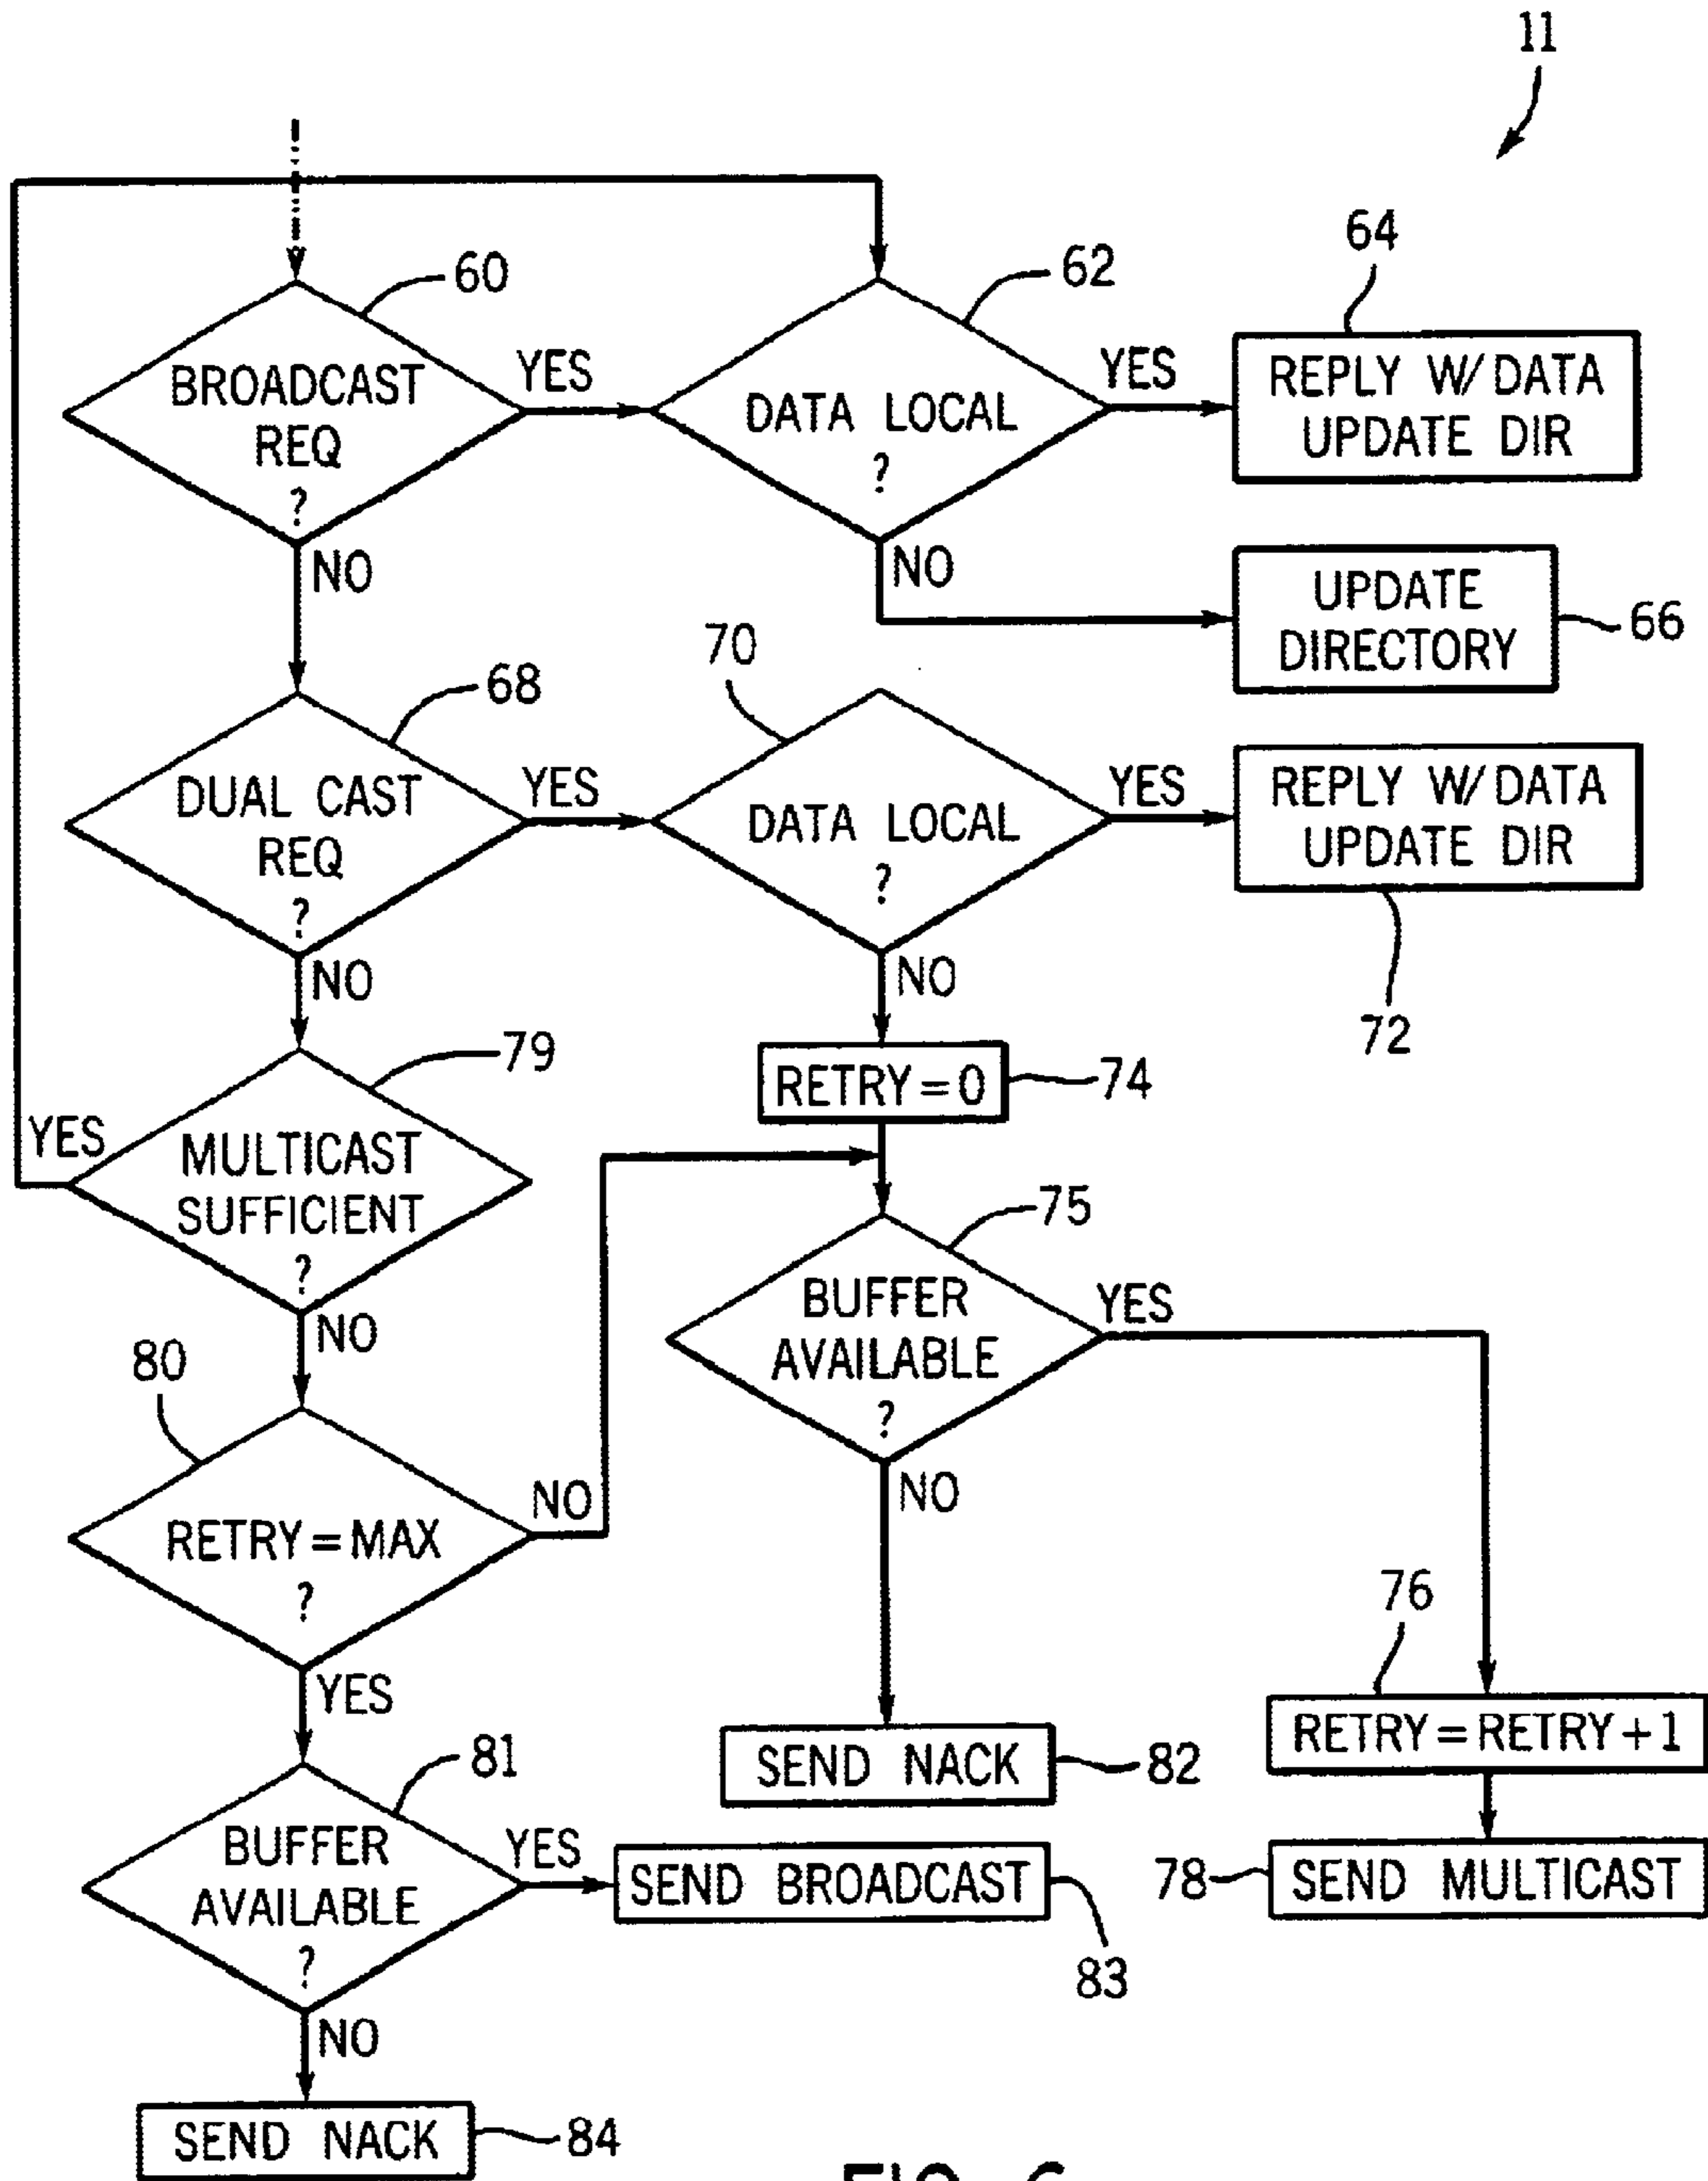 11
60
BROADCAST
REQ
?
YES
NO
62
DATA LOCAL
?
YES
NO
64
REPLY W/DATA
UPDATE DIR
UPDATE
DIRECTORY
66
68
DUAL CAST
REQ
?
YES
NO
70
DATA LOCAL
?
YES
NO
REPLY W/DATA
UPDATE DIR
72
RETRY=0
74
79
YES
MULTICAST
SUFFICIENT
?
NO
75
BUFFER
AVAILABLE
?
YES
NO
80
RETRY=MAX
?
NO
YES
76
RETRY=RETRY+1
SEND NACK
82
78
SEND MULTICAST
81
BUFFER
AVAILABLE
?
YES
NO
SEND BROADCAST
83
SEND NACK
84